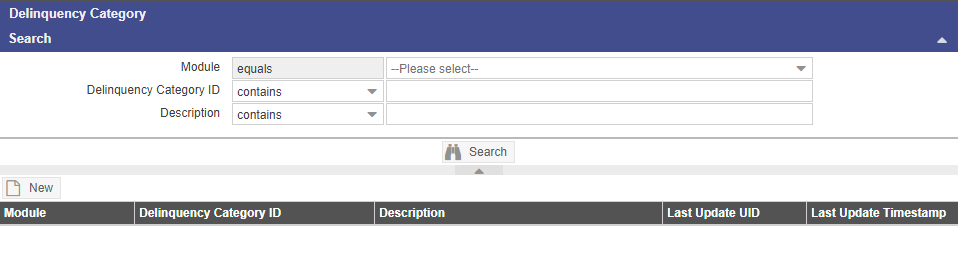 Delinquency Category
Search
Module equals --Please select--
Delinquency Category ID contains
Description contains
Search
New
Module Delinquency Category ID Description Last Update UID Last Update Timestamp